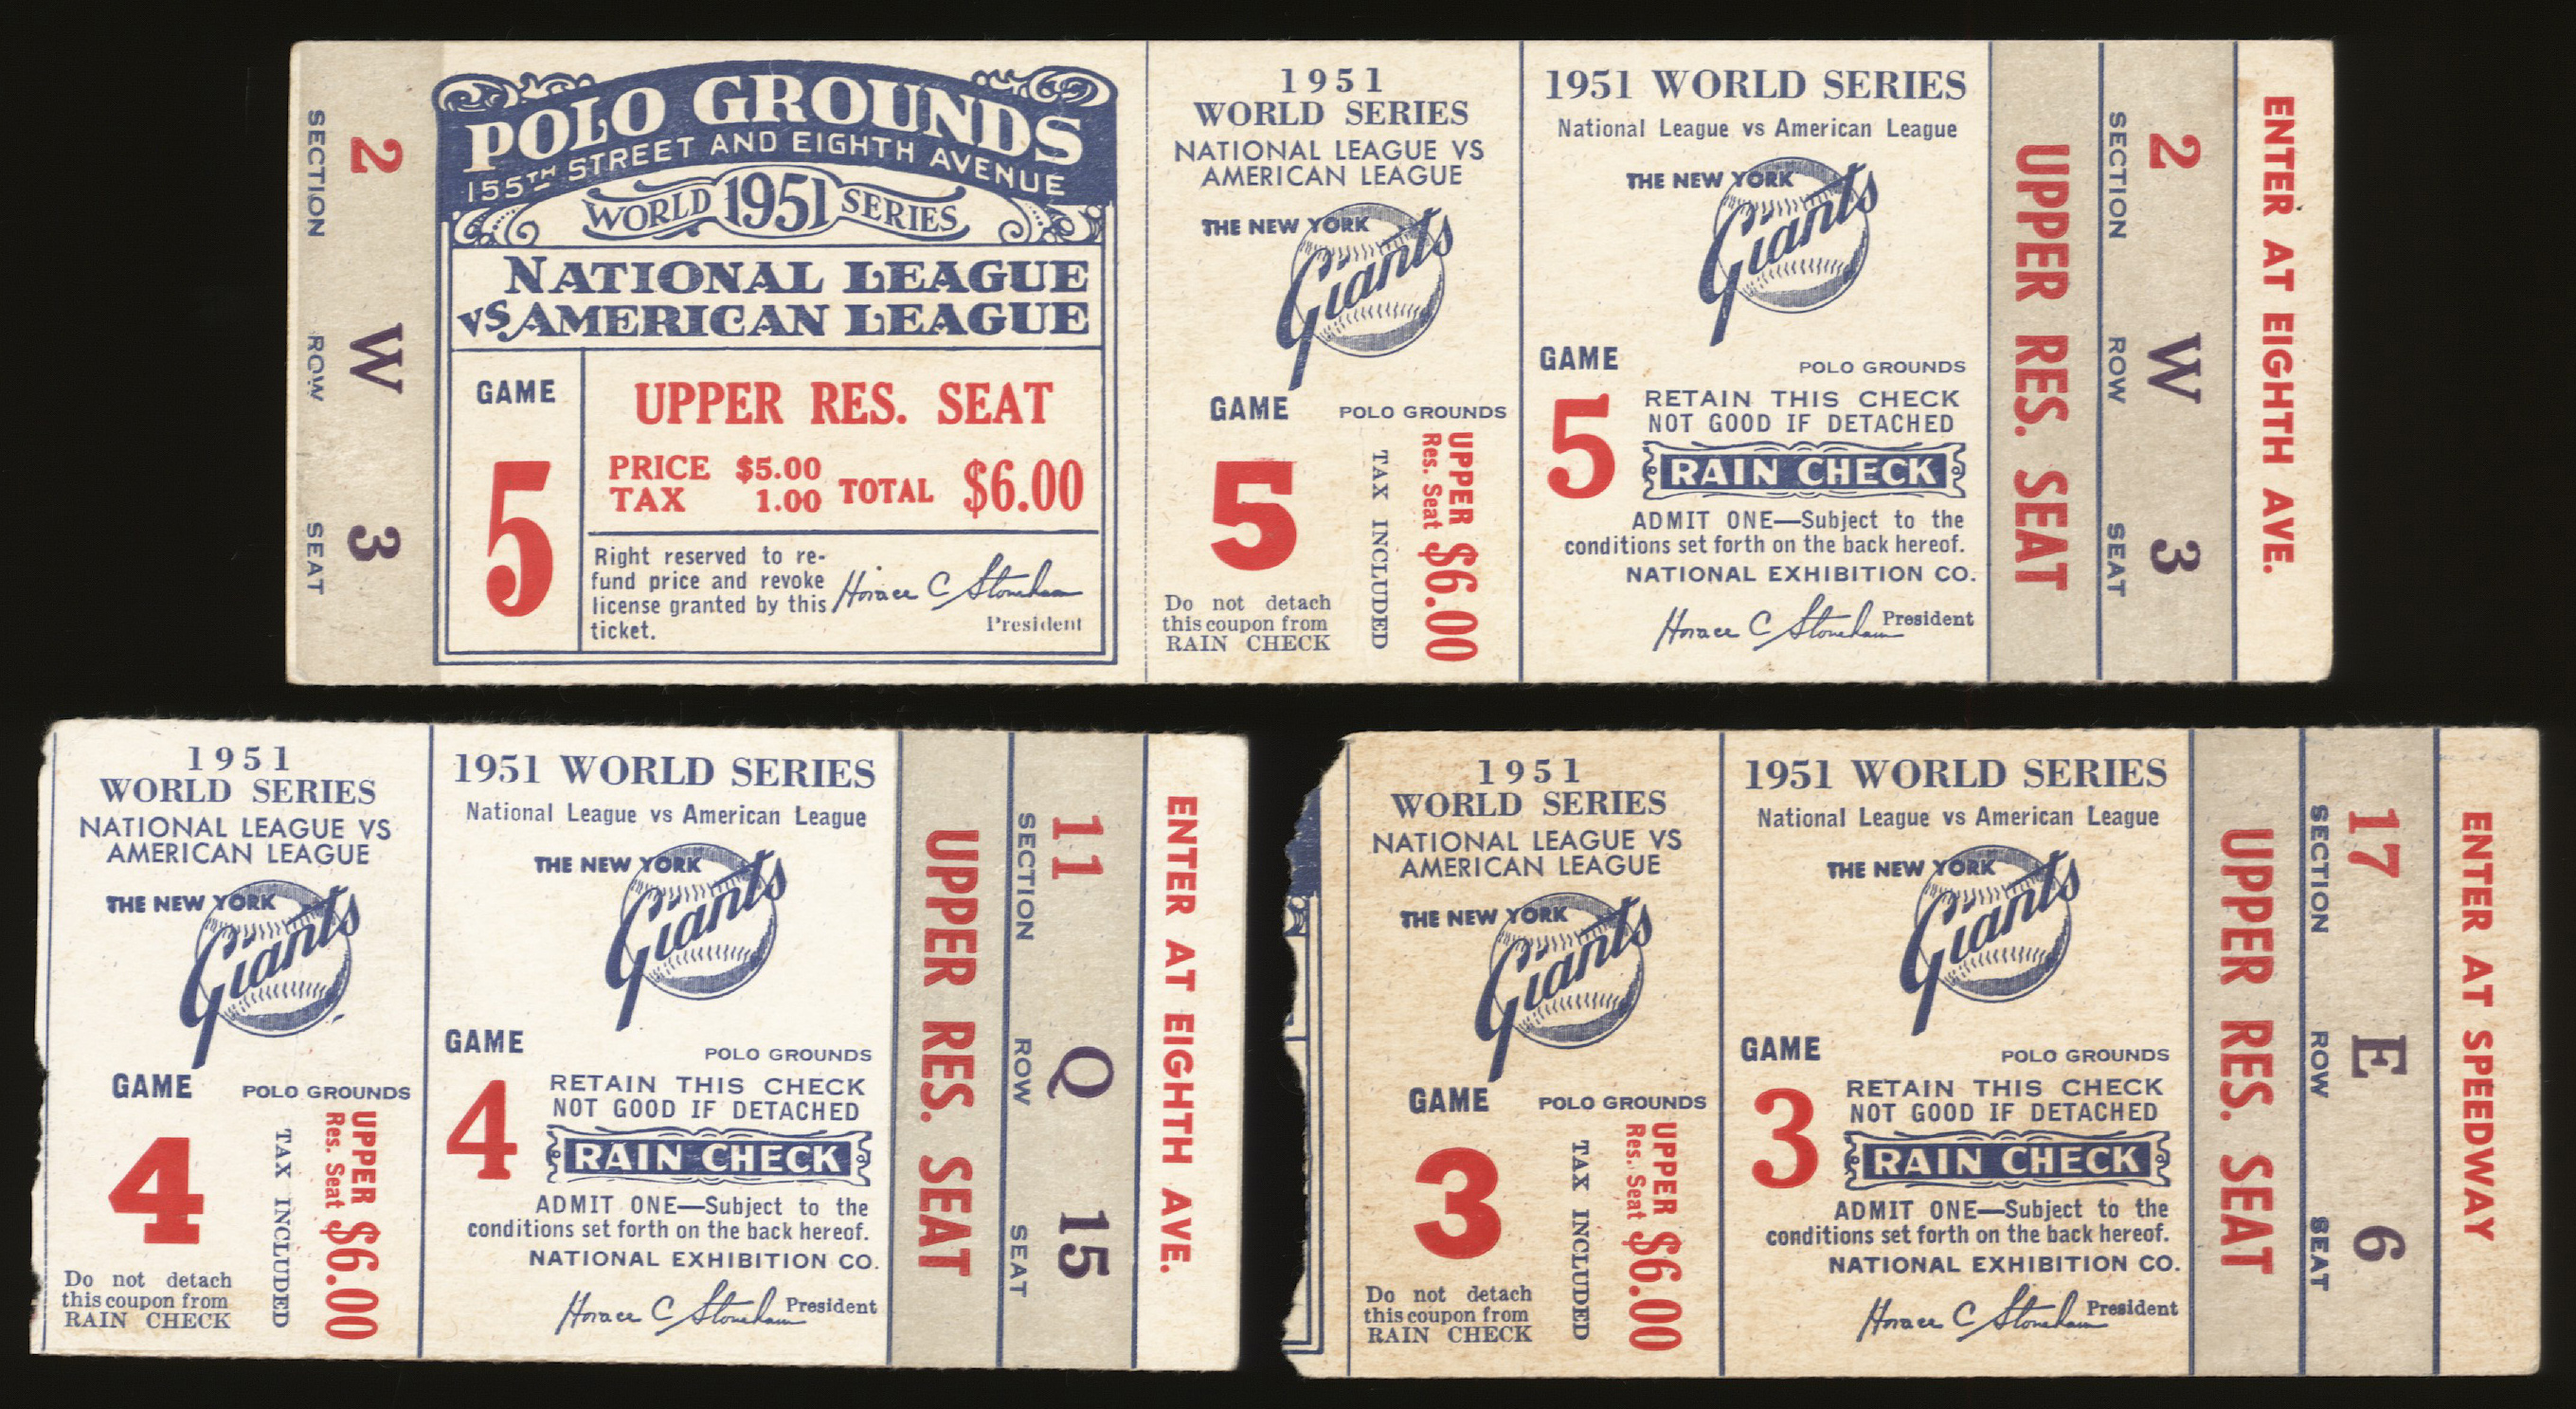 SECTION 2 ROW W SEAT 3
POLO GROUNDS
155TH STREET AND EIGHTH AVENUE
WORLD 1951 SERIES
NATIONAL LEAGUE
VS. AMERICAN LEAGUE
GAME
5
UPPER RES. SEAT
PRICE $5.00
TAX 1.00
TOTAL $6.00
Right reserved to re-
fund price and revoke
license granted by this
ticket.
Horace C Stoneham
President
1951
WORLD SERIES
NATIONAL LEAGUE VS
AMERICAN LEAGUE
THE NEW YORK
Giants
GAME
POLO GROUNDS
5
TAX INCLUDED
UPPER
Res. Seat $6.00
Do not detach
this coupon from
RAIN CHECK
1951 WORLD SERIES
National League vs American League
THE NEW YORK
Giants
GAME
POLO GROUNDS
5
RETAIN THIS CHECK
NOT GOOD IF DETACHED
RAIN CHECK
ADMIT ONE—Subject to the
conditions set forth on the back hereof.
NATIONAL EXHIBITION CO.
Horace C Stoneham President
UPPER RES. SEAT
SECTION 2 ROW W SEAT 3
ENTER AT EIGHTH AVE.
1951
WORLD SERIES
NATIONAL LEAGUE VS
AMERICAN LEAGUE
THE NEW YORK
Giants
GAME
POLO GROUNDS
4
TAX INCLUDED
UPPER
Res. Seat $6.00
Do not detach
this coupon from
RAIN CHECK
1951 WORLD SERIES
National League vs American League
THE NEW YORK
Giants
GAME
POLO GROUNDS
4
RETAIN THIS CHECK
NOT GOOD IF DETACHED
RAIN CHECK
ADMIT ONE—Subject to the
conditions set forth on the back hereof.
NATIONAL EXHIBITION CO.
Horace C Stoneham President
UPPER RES. SEAT
SECTION 11 ROW Q SEAT 15
ENTER AT EIGHTH AVE.
1951
WORLD SERIES
NATIONAL LEAGUE VS
AMERICAN LEAGUE
THE NEW YORK
Giants
GAME
POLO GROUNDS
3
TAX INCLUDED
UPPER
Res. Seat $6.00
Do not detach
this coupon from
RAIN CHECK
1951 WORLD SERIES
National League vs American League
THE NEW YORK
Giants
GAME
POLO GROUNDS
3
RETAIN THIS CHECK
NOT GOOD IF DETACHED
RAIN CHECK
ADMIT ONE—Subject to the
conditions set forth on the back hereof.
NATIONAL EXHIBITION CO.
Horace C Stoneham President
UPPER RES. SEAT
SECTION 17 ROW E SEAT 6
ENTER AT SPEEDWAY